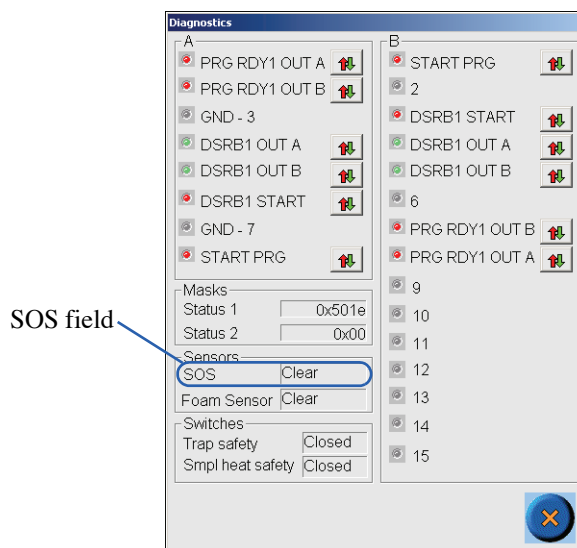 Diagnostics
A
PRG RDY1 OUT A
PRG RDY1 OUT B
GND - 3
DSRB1 OUT A
DSRB1 OUT B
DSRB1 START
GND - 7
START PRG
Masks
Status 1 0x501e
Status 2 0x00
Sensors
SOS Clear
Foam Sensor Clear
Switches
Trap safety Closed
Smpl heat safety Closed
B
START PRG
2
DSRB1 START
DSRB1 OUT A
DSRB1 OUT B
6
PRG RDY1 OUT B
PRG RDY1 OUT A
9
10
11
12
13
14
15
SOS field